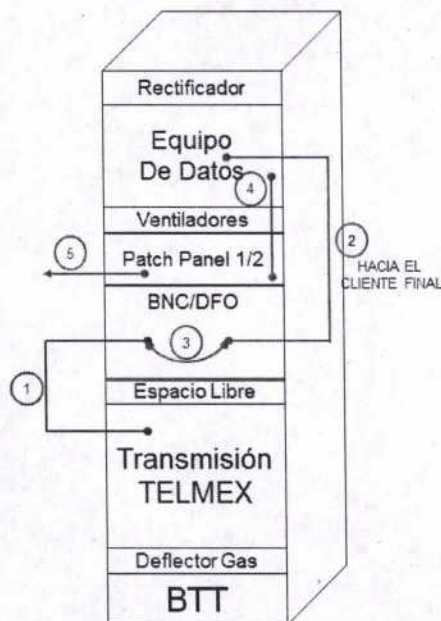 Rectificador
Equipo
De Datos
4
Ventiladores
5
Patch Panel 1/2
2
HACIA EL
CLIENTE FINAL
BNC/DFO
3
1
Espacio Libre
Transmisión
TELMEX
Deflector Gas
BTT